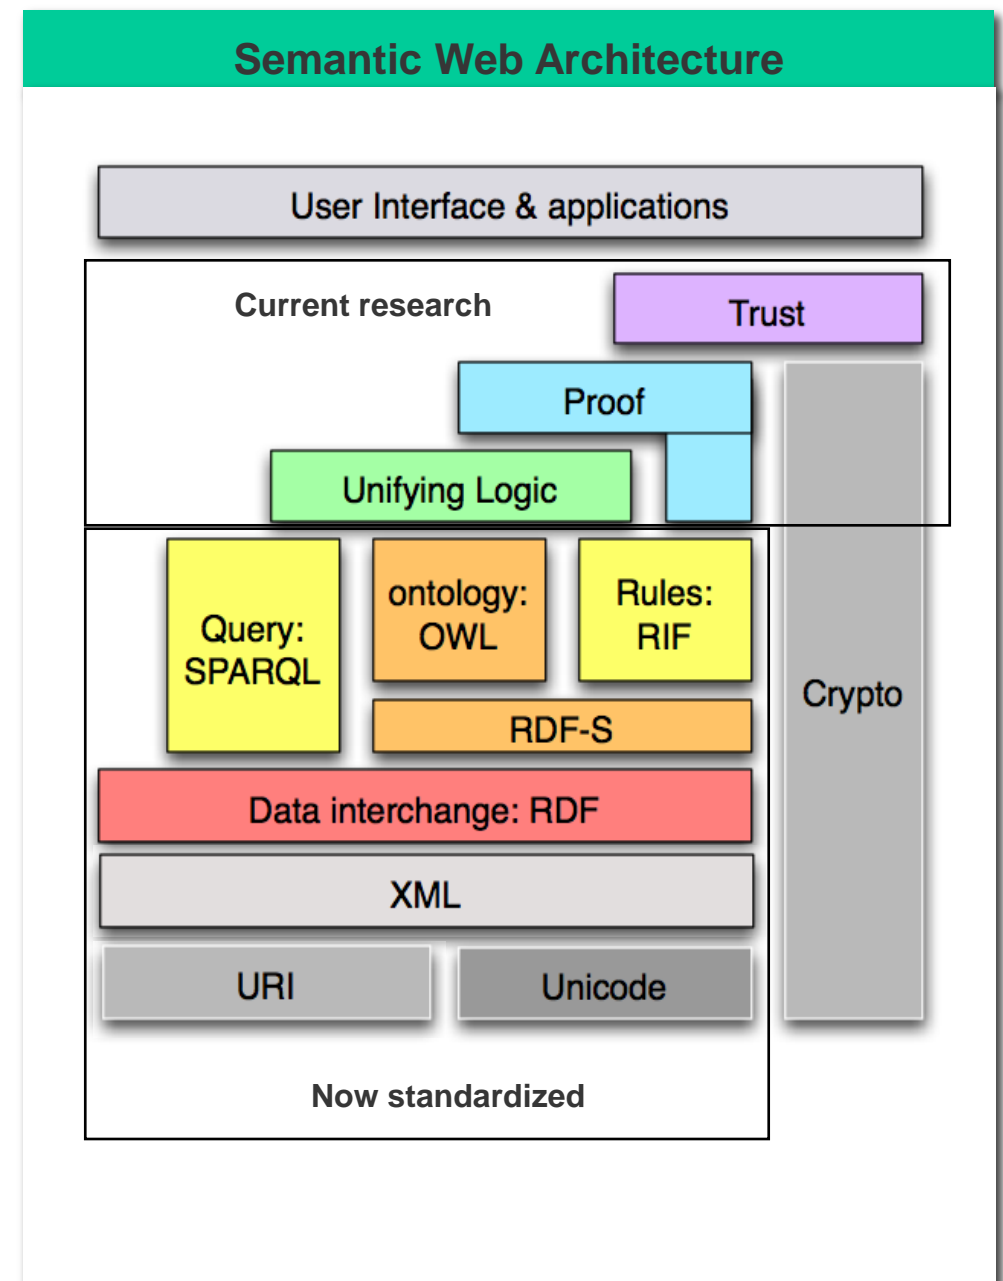 Semantic Web Architecture
User Interface & applications
Current research
Trust
Proof
Unifying Logic
Query:
SPARQL
ontology:
OWL
Rules:
RIF
Crypto
RDF-S
Data interchange: RDF
XML
URI
Unicode
Now standardized